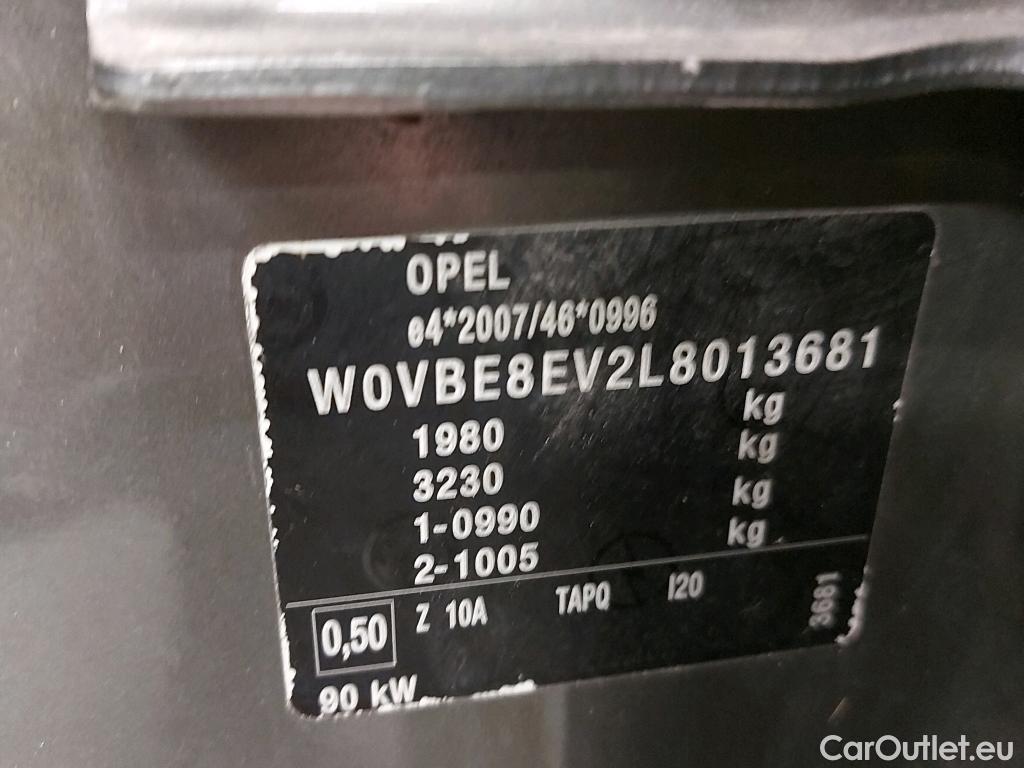 OPEL
e4*2007/46*0996
W0VBE8EV2L8013681
1980 kg
3230 kg
1-0990 kg
2-1005 kg
0,50 Z 10A TAPQ I20
3681
90 kW
CarOutlet.eu